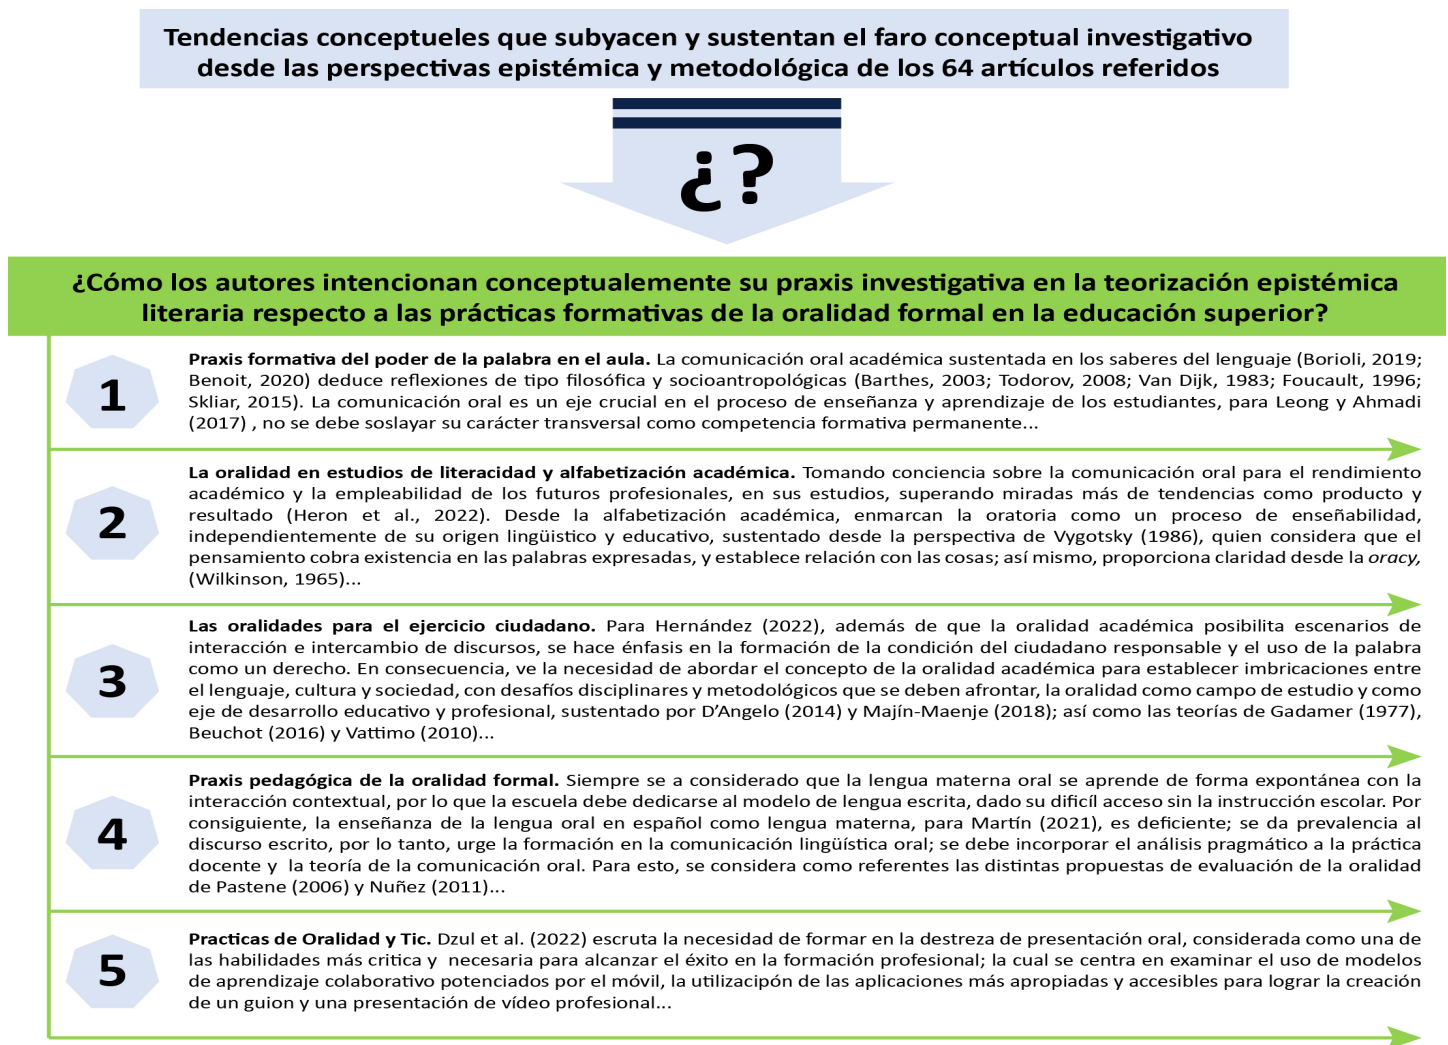 Tendencias conceptueles que subyacen y sustentan el faro conceptual investigativo
desde las perspectivas epistémica y metodológica de los 64 artículos referidos
¿?
¿Cómo los autores intencionan conceptualemente su praxis investigativa en la teorización epistémica
literaria respecto a las prácticas formativas de la oralidad formal en la educación superior?
1
Praxis formativa del poder de la palabra en el aula. La comunicación oral académica sustentada en los saberes del lenguaje (Borioli, 2019;
Benoit, 2020) deduce reflexiones de tipo filosófica y socioantropológicas (Barthes, 2003; Todorov, 2008; Van Dijk, 1983; Foucault, 1996;
Skliar, 2015). La comunicación oral es un eje crucial en el proceso de enseñanza y aprendizaje de los estudiantes, para Leong y Ahmadi
(2017) , no se debe soslayar su carácter transversal como competencia formativa permanente...
2
La oralidad en estudios de literacidad y alfabetización académica. Tomando conciencia sobre la comunicación oral para el rendimiento
académico y la empleabilidad de los futuros profesionales, en sus estudios, superando miradas más de tendencias como producto y
resultado (Heron et al., 2022). Desde la alfabetización académica, enmarcan la oratoria como un proceso de enseñabilidad,
independientemente de su origen lingüistico y educativo, sustentado desde la perspectiva de Vygotsky (1986), quien considera que el
pensamiento cobra existencia en las palabras expresadas, y establece relación con las cosas; así mismo, proporciona claridad desde la oracy,
(Wilkinson, 1965)...
3
Las oralidades para el ejercicio ciudadano. Para Hernández (2022), además de que la oralidad académica posibilita escenarios de
interacción e intercambio de discursos, se hace énfasis en la formación de la condición del ciudadano responsable y el uso de la palabra
como un derecho. En consecuencia, ve la necesidad de abordar el concepto de la oralidad académica para establecer imbricaciones entre
el lenguaje, cultura y sociedad, con desafíos disciplinares y metodológicos que se deben afrontar, la oralidad como campo de estudio y como
eje de desarrollo educativo y profesional, sustentado por D’Angelo (2014) y Majín-Maenje (2018); así como las teorías de Gadamer (1977),
Beuchot (2016) y Vattimo (2010)...
4
Praxis pedagógica de la oralidad formal. Siempre se a considerado que la lengua materna oral se aprende de forma expontánea con la
interacción contextual, por lo que la escuela debe dedicarse al modelo de lengua escrita, dado su dificíl acceso sin la instrucción escolar. Por
consiguiente, la enseñanza de la lengua oral en español como lengua materna, para Martín (2021), es deficiente; se da prevalencia al
discurso escrito, por lo tanto, urge la formación en la comunicación lingüística oral; se debe incorporar el análisis pragmático a la práctica
docente y la teoría de la comunicación oral. Para esto, se considera como referentes las distintas propuestas de evaluación de la oralidad
de Pastene (2006) y Nuñez (2011)...
5
Practicas de Oralidad y Tic. Dzul et al. (2022) escruta la necesidad de formar en la destreza de presentación oral, considerada como una de
las habilidades más critica y necesaria para alcanzar el éxito en la formación profesional; la cual se centra en examinar el uso de modelos
de aprendizaje colaborativo potenciados por el móvil, la utilizacipón de las aplicaciones más apropiadas y accesibles para lograr la creación
de un guion y una presentación de vídeo profesional...